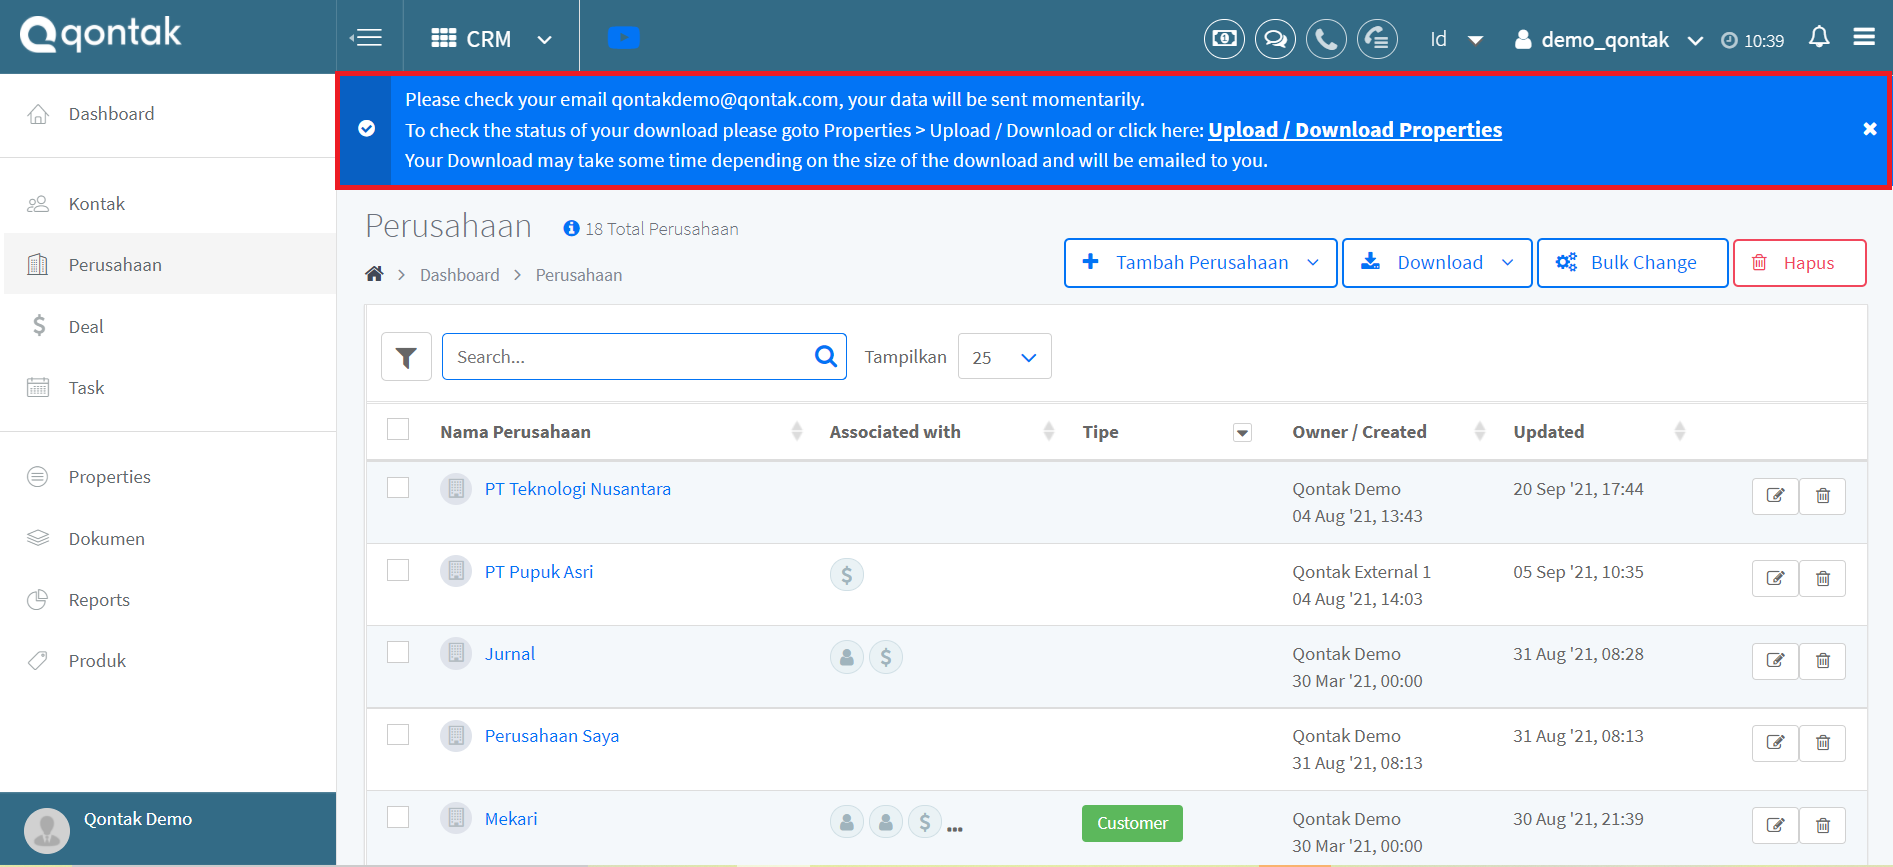 qontak
CRM
Id
demo_qontak
10:39
Please check your email qontakdemo@qontak.com, your data will be sent momentarily.
To check the status of your download please goto Properties > Upload / Download or click here: Upload / Download Properties
Your Download may take some time depending on the size of the download and will be emailed to you.
Dashboard
Kontak
Perusahaan
Deal
Task
Properties
Dokumen
Reports
Produk
Qontak Demo
Perusahaan
18 Total Perusahaan
Dashboard > Perusahaan
Tambah Perusahaan
Download
Bulk Change
Hapus
Search...
Tampilkan
25
Nama Perusahaan Associated with Tipe Owner / Created Updated
PT Teknologi Nusantara Qontak Demo 20 Sep '21, 17:44
04 Aug '21, 13:43
PT Pupuk Asri Qontak External 1 05 Sep '21, 10:35
04 Aug '21, 14:03
Jurnal Qontak Demo 31 Aug '21, 08:28
30 Mar '21, 00:00
Perusahaan Saya Qontak Demo 31 Aug '21, 08:13
31 Aug '21, 08:13
Mekari ... Customer Qontak Demo 30 Aug '21, 21:39
30 Mar '21, 00:00